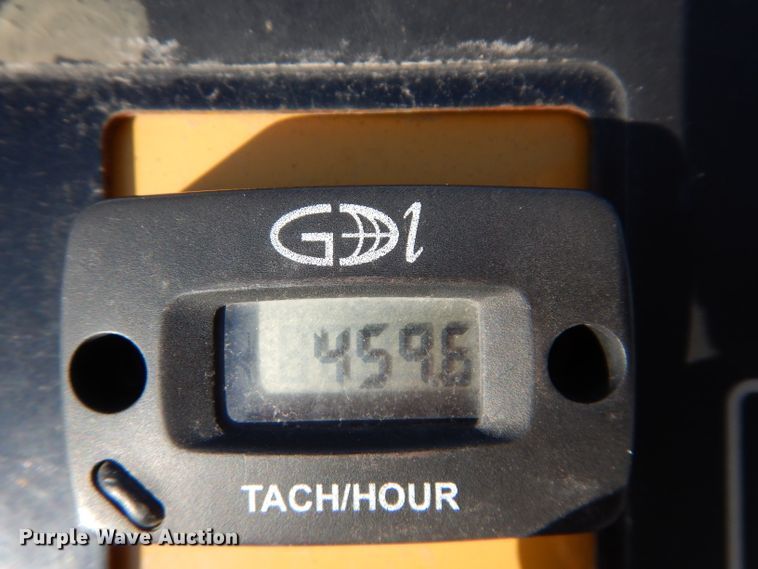 GDI
459.6
TACH/HOUR
Purple Wave Auction